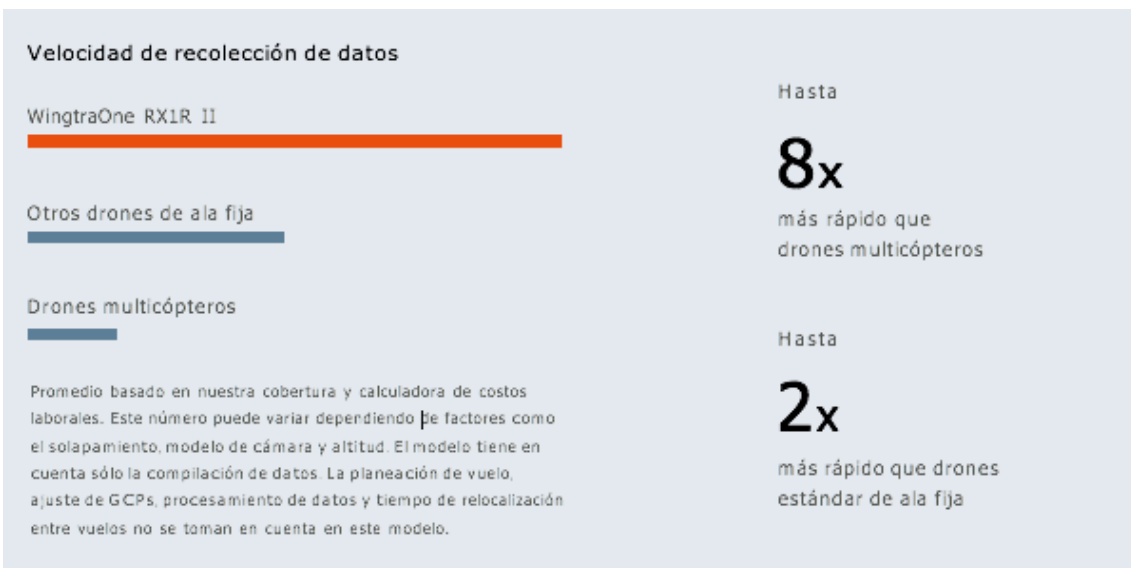 Velocidad de recolección de datos
WingtraOne RX1R II
Otros drones de ala fija
Drones multicópteros
Promedio basado en nuestra cobertura y calculadora de costos
laborales. Este número puede variar dependiendo de factores como
el solapamiento, modelo de cámara y altitud. El modelo tiene en
cuenta sólo la compilación de datos. La planeación de vuelo,
ajuste de GCPs, procesamiento de datos y tiempo de relocalización
entre vuelos no se toman en cuenta en este modelo.
Hasta
8x
más rápido que
drones multicópteros
Hasta
2x
más rápido que drones
estándar de ala fija